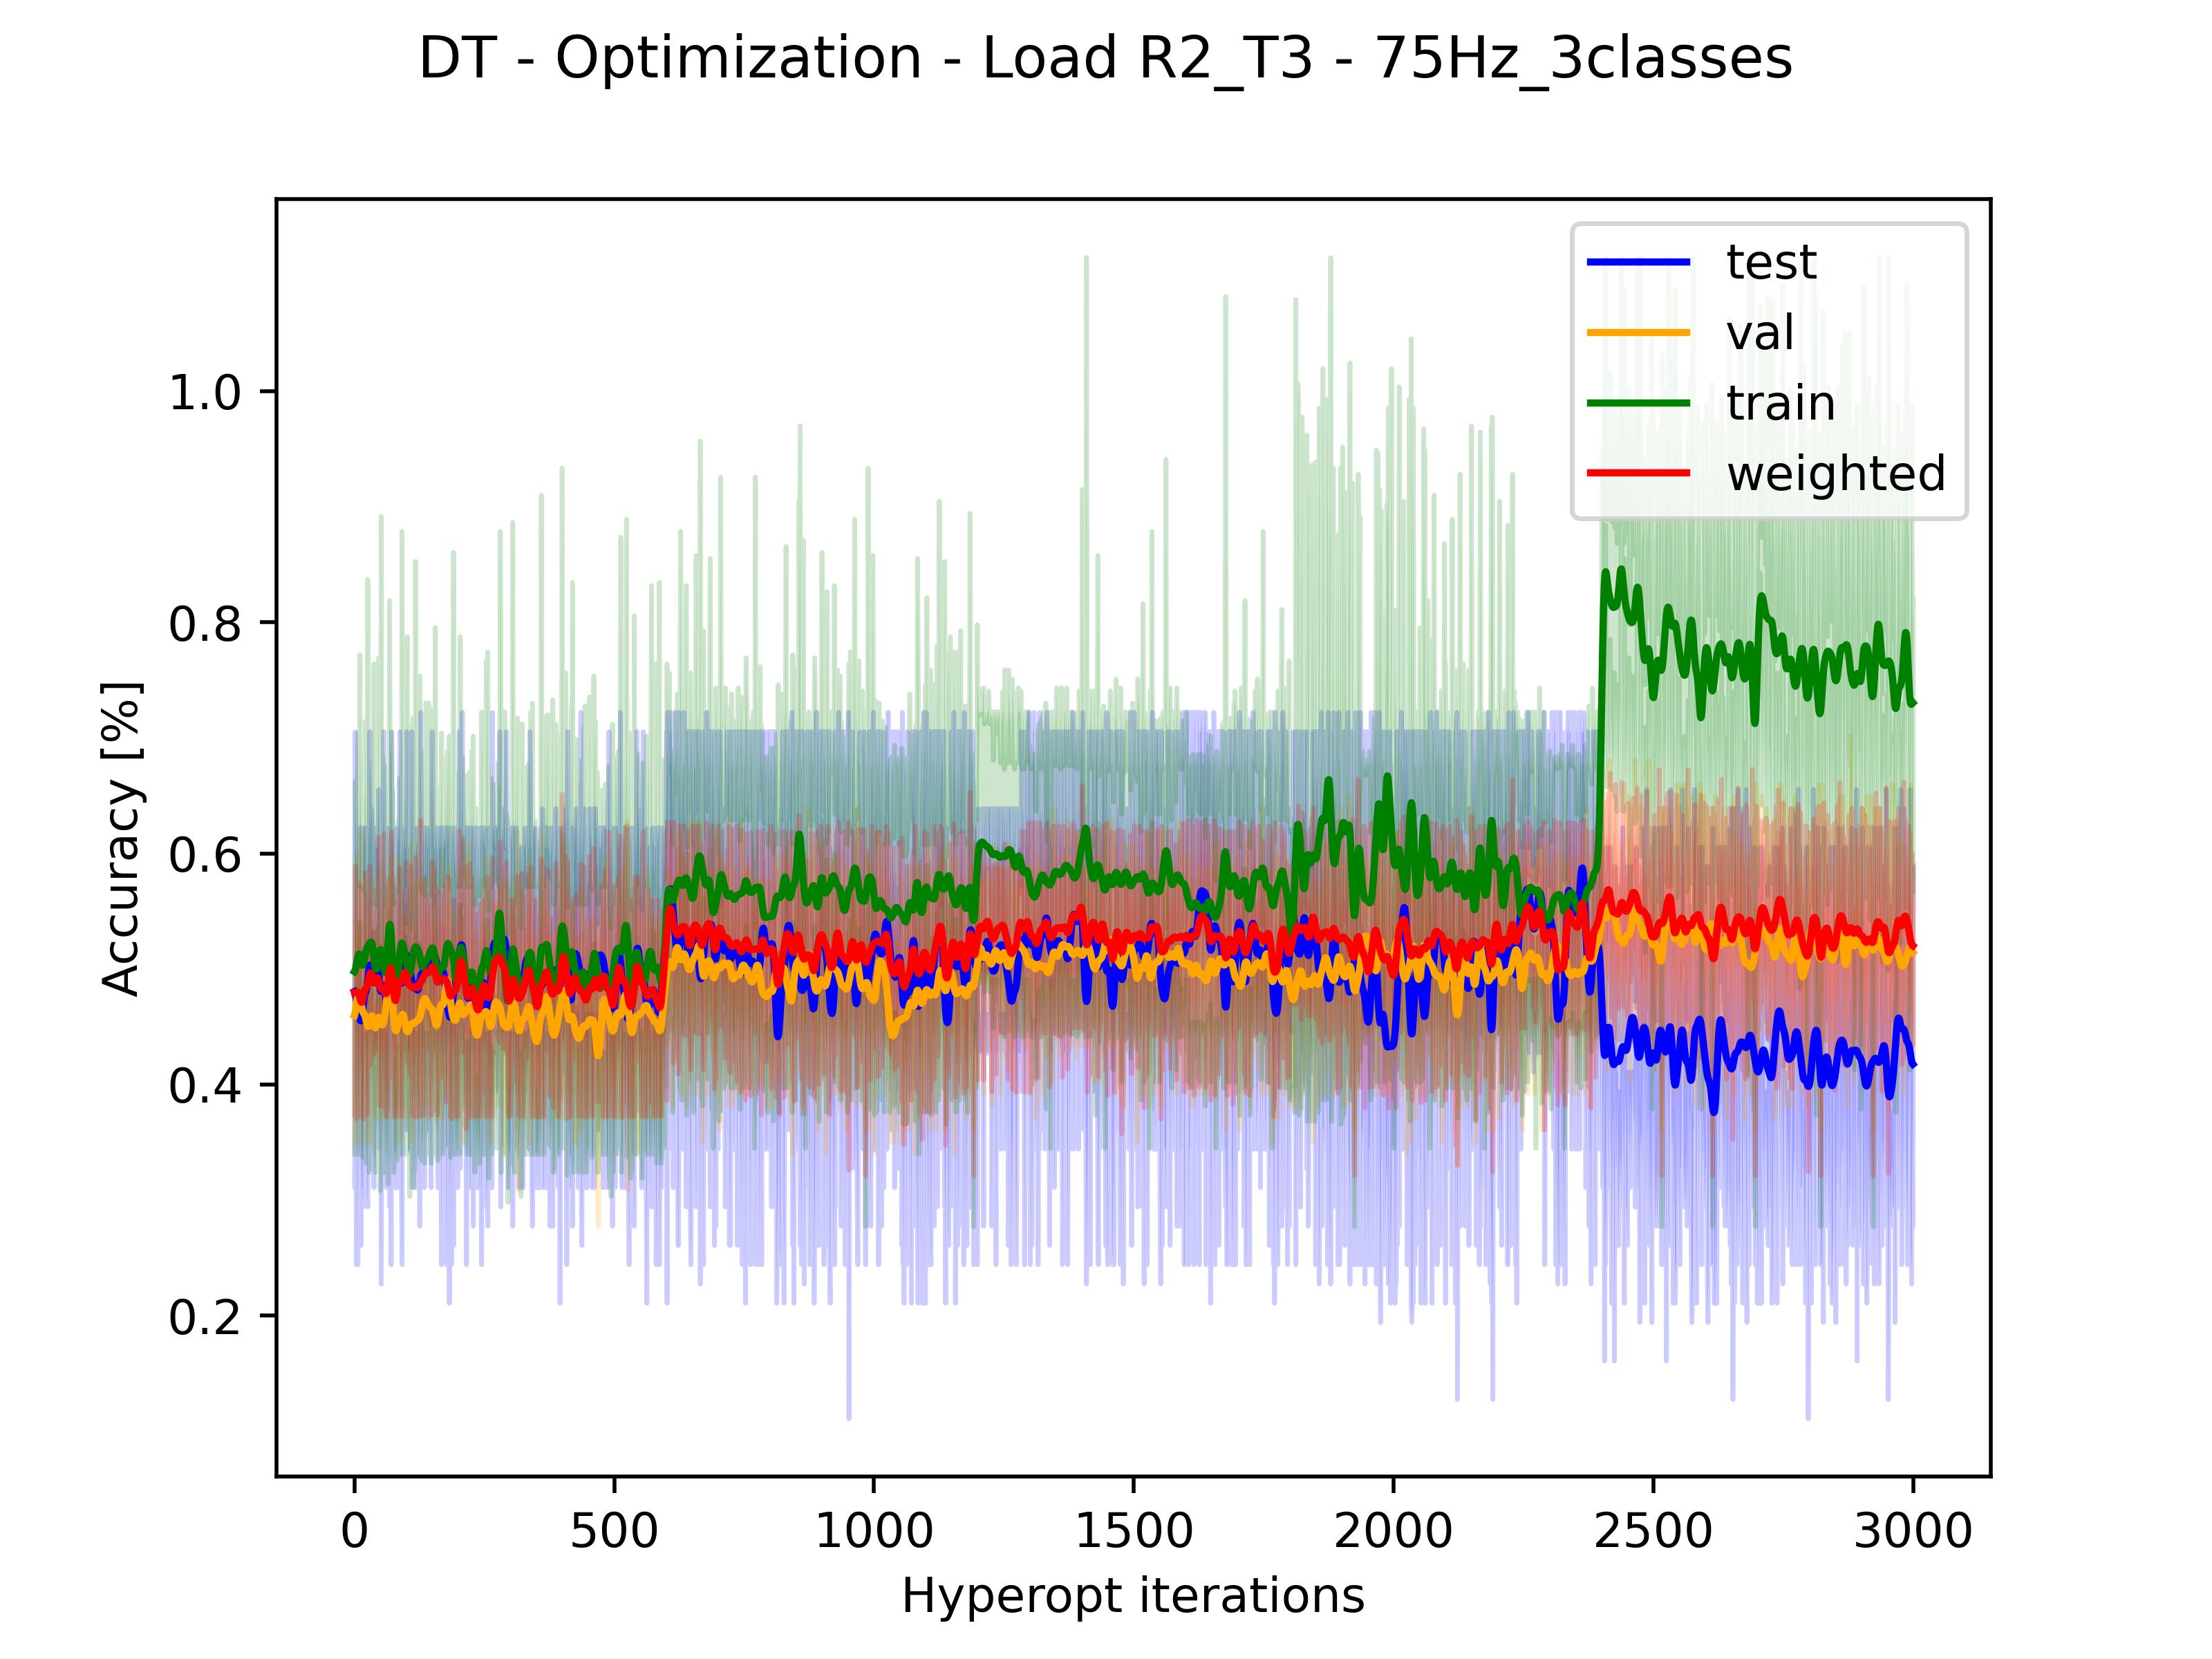 DT - Optimization - Load R2_T3 - 75Hz_3classes
test
val
train
weighted
Accuracy [%]
1.0
0.8
0.6
0.4
0.2
0 500 1000 1500 2000 2500 3000
Hyperopt iterations